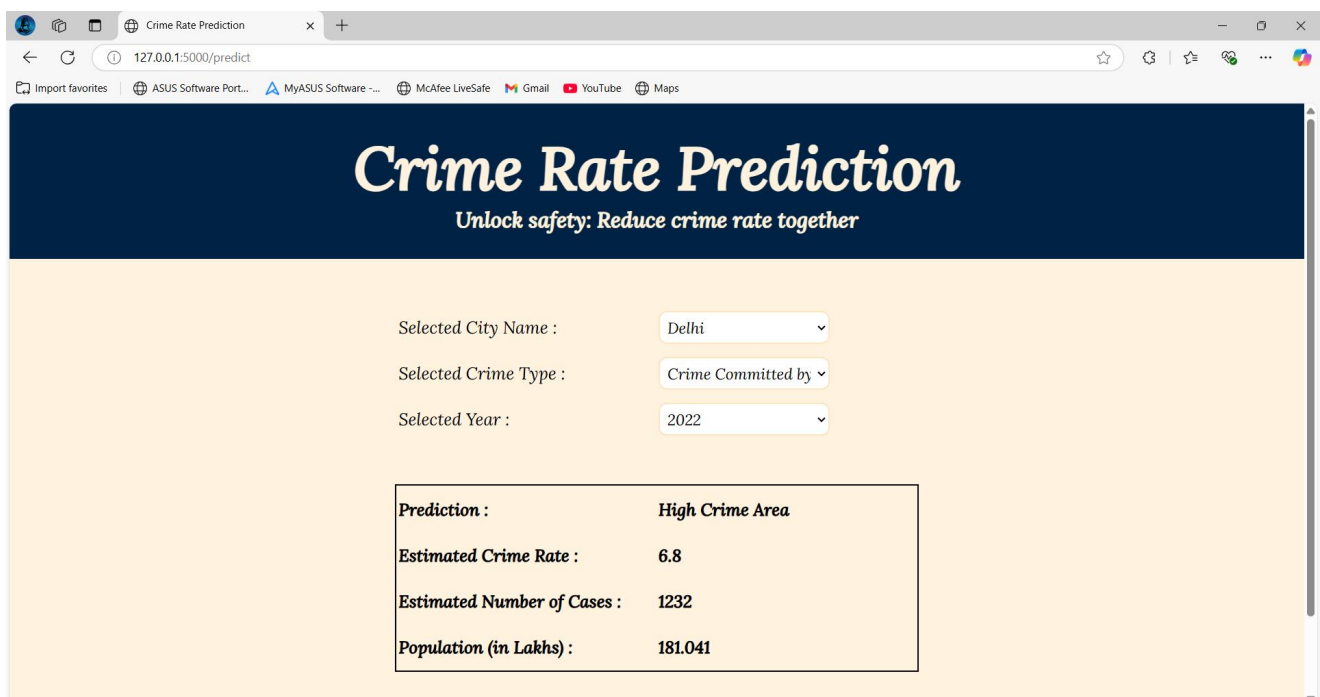 Crime Rate Prediction
127.0.0.1:5000/predict
Import favorites ASUS Software Port... MyASUS Software -... McAfee LiveSafe Gmail YouTube Maps
Crime Rate Prediction
Unlock safety: Reduce crime rate together
Selected City Name : Delhi
Selected Crime Type : Crime Committed by
Selected Year : 2022
Prediction : High Crime Area
Estimated Crime Rate : 6.8
Estimated Number of Cases : 1232
Population (in Lakhs) : 181.041